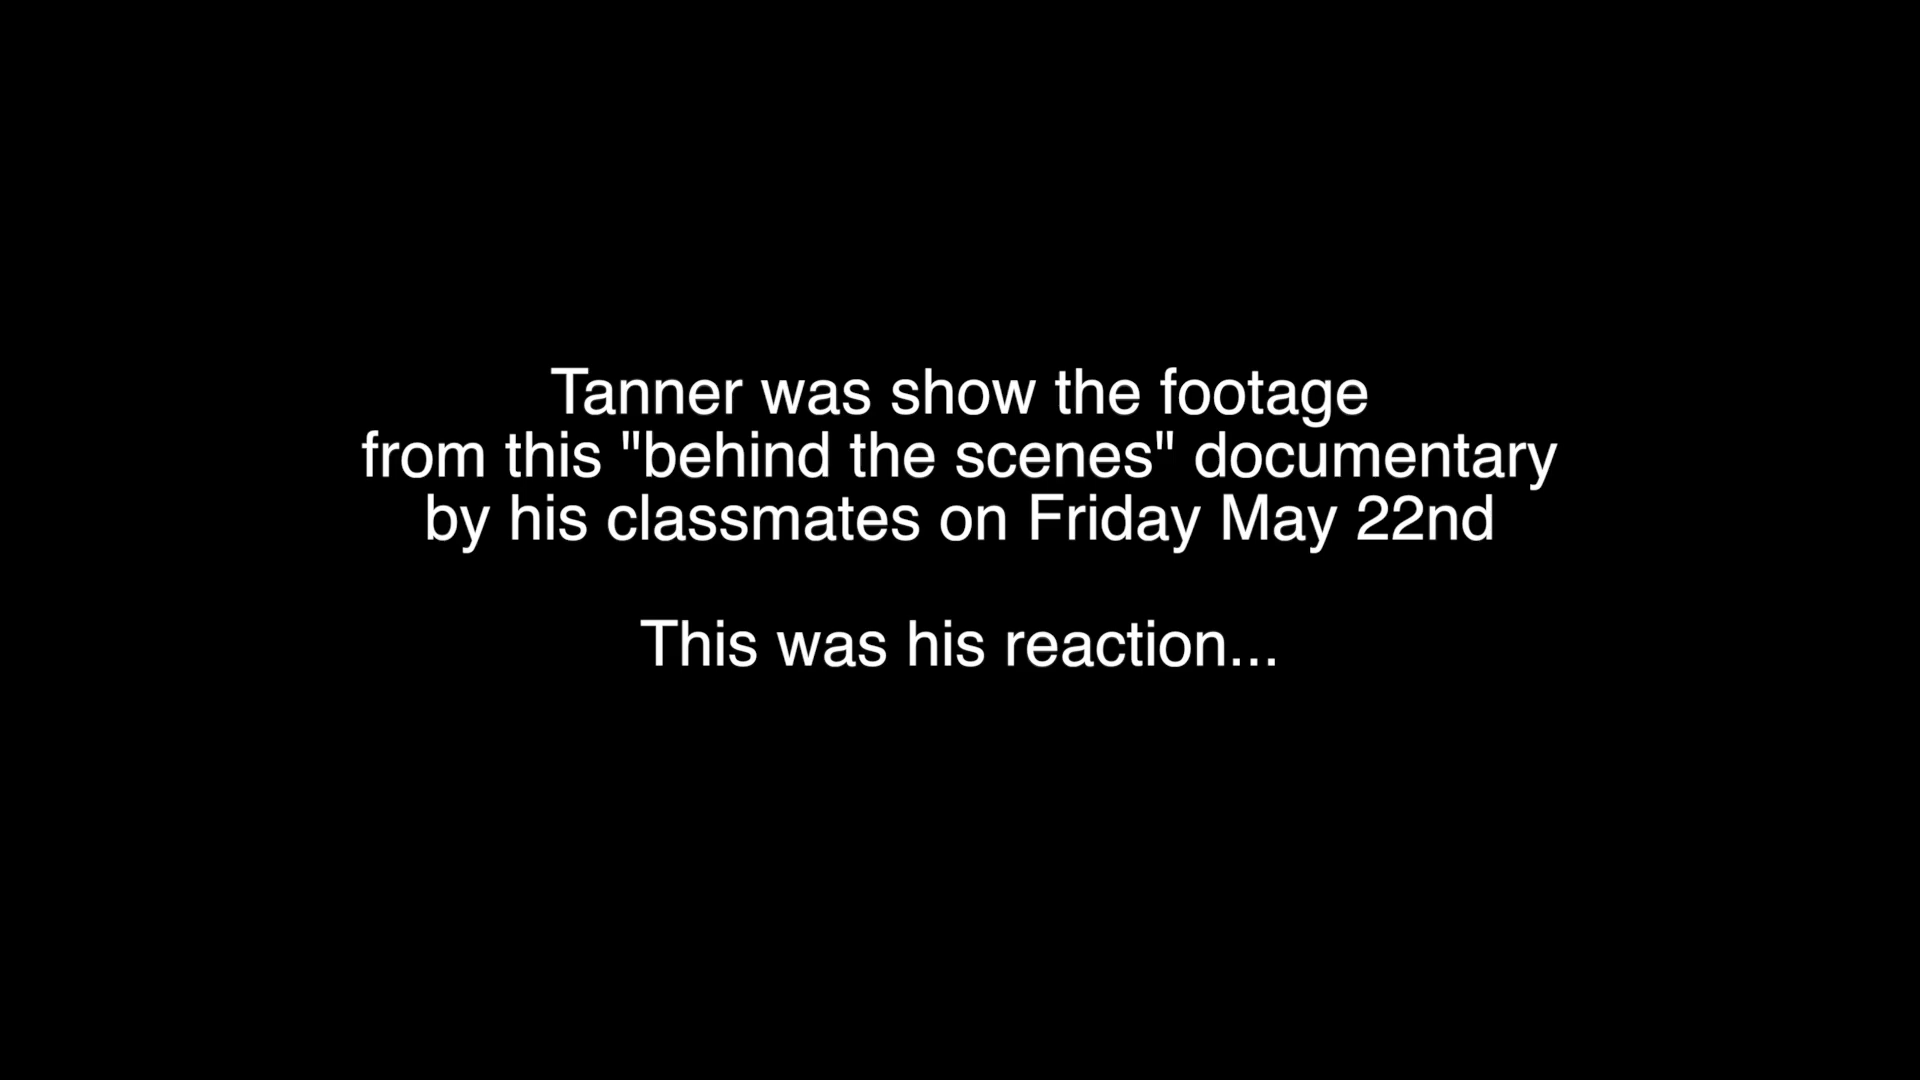 Tanner was show the footage
from this "behind the scenes" documentary
by his classmates on Friday May 22nd
This was his reaction...